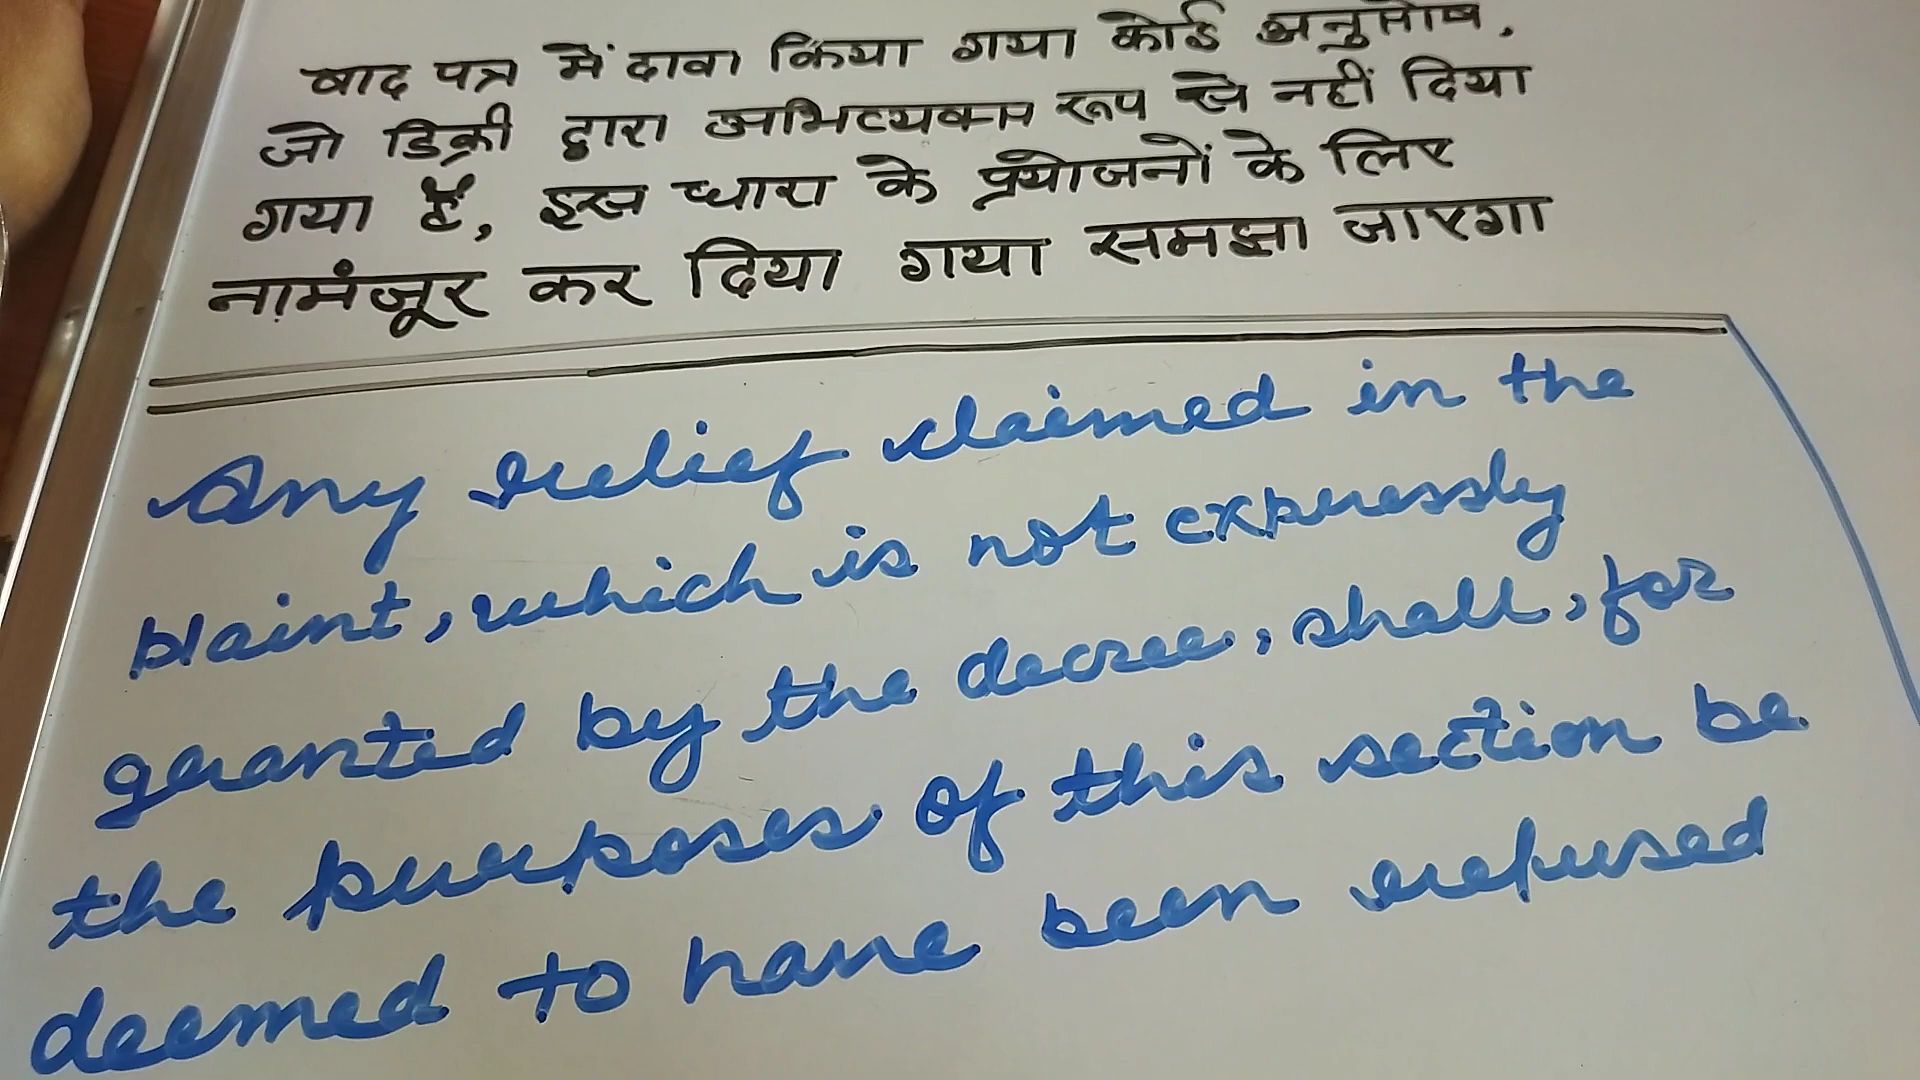 वाद पत्र में दावा किया गया कोई अनुतोष,
जो डिक्री द्वारा अभिव्यक्त रूप से नहीं दिया
गया है, इस धारा के प्रयोजनों के लिए
नामंजूर कर दिया गया समझा जाएगा
Any relief claimed in the
plaint, which is not expressly
granted by the decree, shall, for
the purposes of this section be
deemed to have been refused